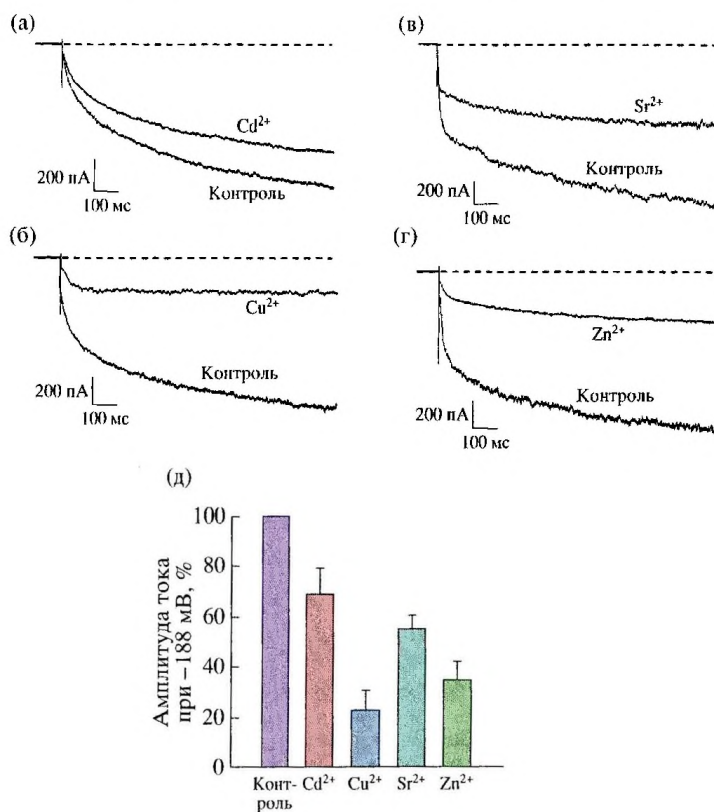 (а)
Cd²⁺
Контроль
200 пА
100 мс
(в)
Sr²⁺
Контроль
200 пА
100 мс
(б)
Cu²⁺
Контроль
200 пА
100 мс
(г)
Zn²⁺
Контроль
200 пА
100 мс
(д)
Амплитуда тока
при –188 мВ, %
100
80
60
40
20
0
Конт-
роль
Cd²⁺
Cu²⁺
Sr²⁺
Zn²⁺